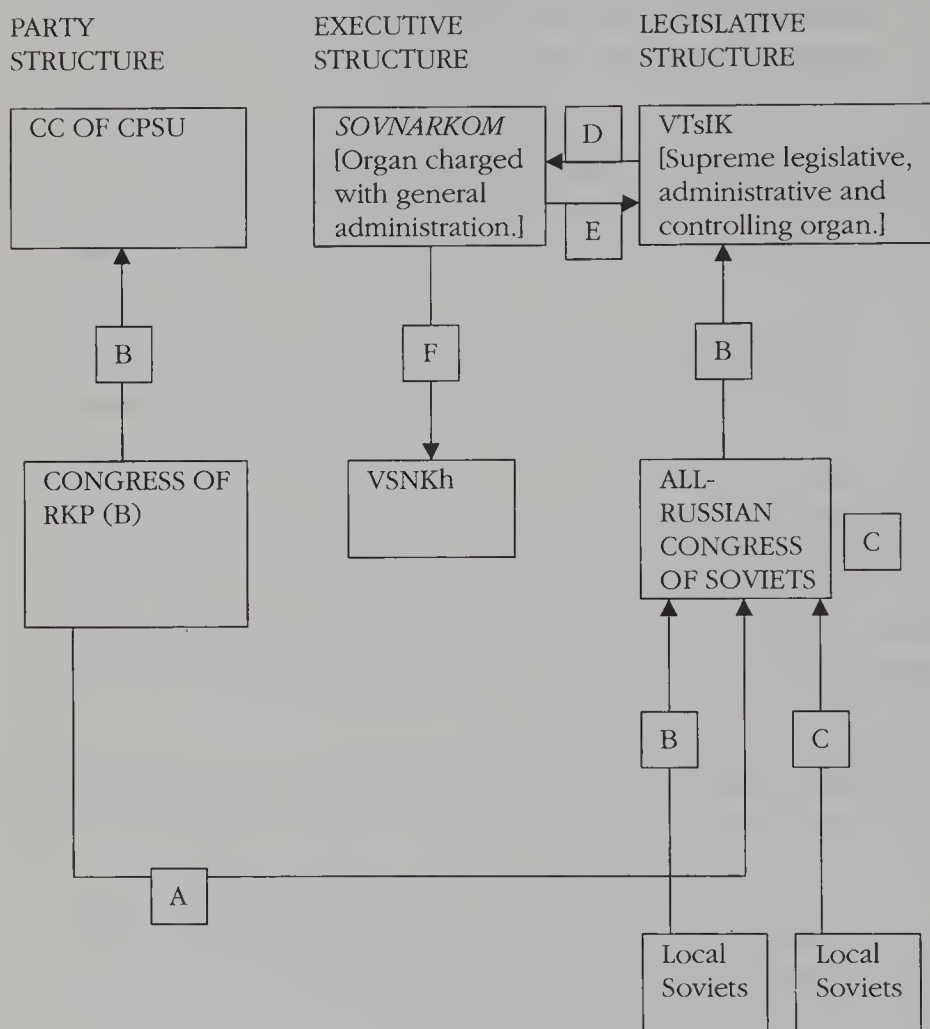 PARTY
STRUCTURE
EXECUTIVE
STRUCTURE
LEGISLATIVE
STRUCTURE
CC OF CPSU
SOVNARKOM
[Organ charged
with general
administration.]
D
E
VTsIK
[Supreme legislative,
administrative and
controlling organ.]
B
F
B
CONGRESS OF
RKP (B)
VSNKh
ALL-
RUSSIAN
CONGRESS
OF SOVIETS
C
B
C
A
Local
Soviets
Local
Soviets